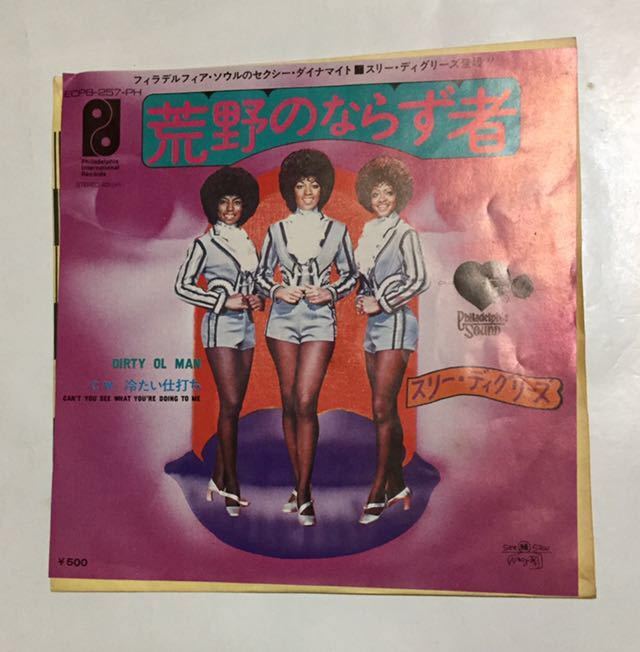 フィラデルフィア・ソウルのセクシー・ダイナマイト■スリー・ディグリーズ登場!!
ECPB-257-PH
荒野のならず者
Philadelphia
International
Records
STEREO
Philadelphia
Sound
DIRTY OL MAN
C/W. 冷たい仕打ち
CAN'T YOU SEE WHAT YOU'RE DOING TO ME
スリー・ディグリーズ
￥500